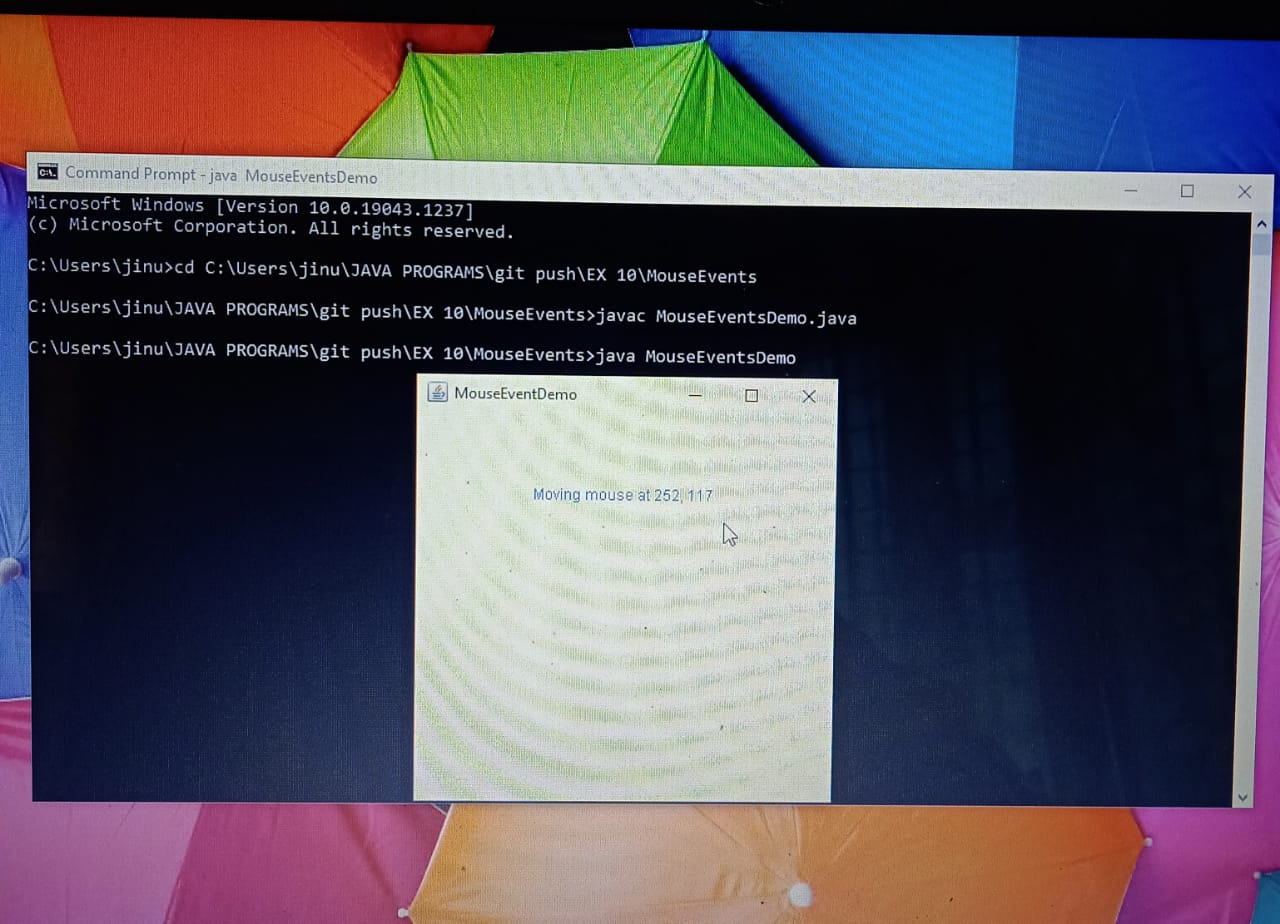 Command Prompt - java  MouseEventsDemo
Microsoft Windows [Version 10.0.19043.1237]
(c) Microsoft Corporation. All rights reserved.
C:\Users\jinu>cd C:\Users\jinu\JAVA PROGRAMS\git push\EX 10\MouseEvents
C:\Users\jinu\JAVA PROGRAMS\git push\EX 10\MouseEvents>javac MouseEventsDemo.java
C:\Users\jinu\JAVA PROGRAMS\git push\EX 10\MouseEvents>java MouseEventsDemo
MouseEventDemo
Moving mouse at 252, 117